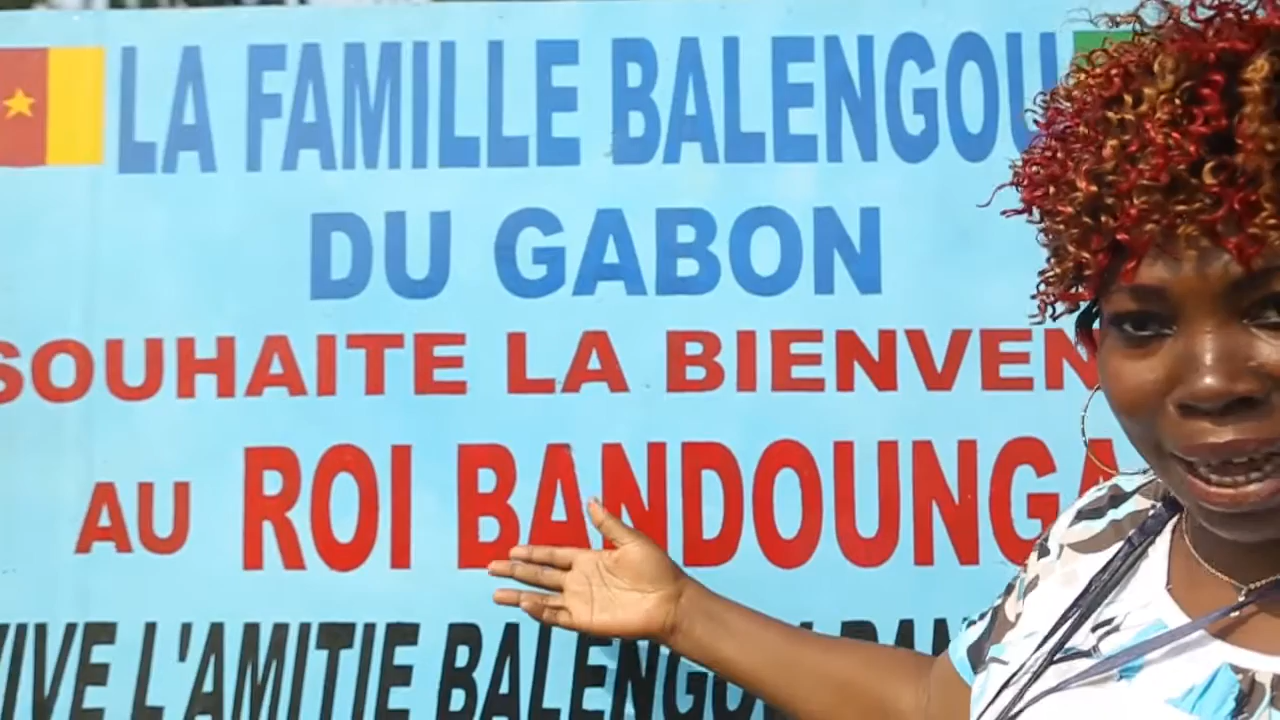 LA FAMILLE BALENGOU
DU GABON
SOUHAITE LA BIENVEN
AU ROI BANDOUNGA
VIVE L'AMITIE BALENGOU